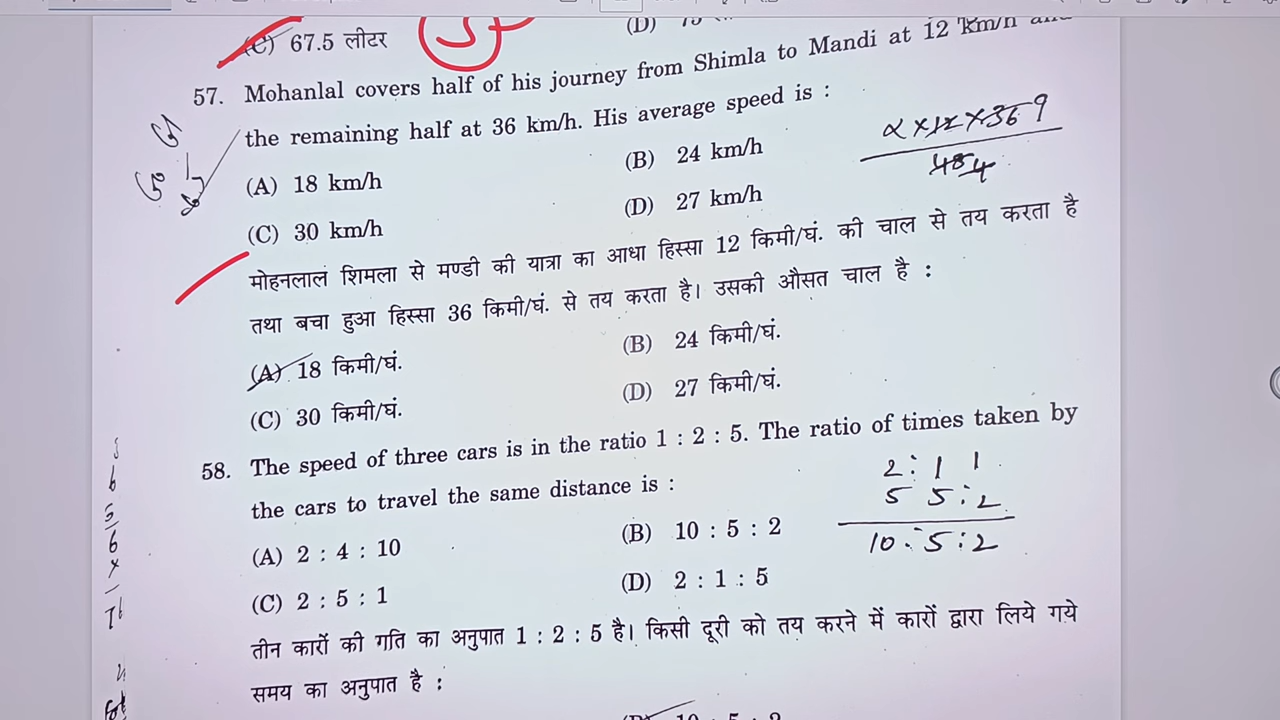 (C) 67.5 लीटर
(D)
57. Mohanlal covers half of his journey from Shimla to Mandi at 12 km/h and
the remaining half at 36 km/h. His average speed is :
(A) 18 km/h
(B) 24 km/h
(C) 30 km/h
(D) 27 km/h
मोहनलाल शिमला से मण्डी की यात्रा का आधा हिस्सा 12 किमी/घं. की चाल से तय करता है
तथा बचा हुआ हिस्सा 36 किमी/घं. से तय करता है। उसकी औसत चाल है :
(A) 18 किमी/घं.
(B) 24 किमी/घं.
(C) 30 किमी/घं.
(D) 27 किमी/घं.
58. The speed of three cars is in the ratio 1 : 2 : 5. The ratio of times taken by
the cars to travel the same distance is :
2 : 1 1
5 5 : 2
10 : 5 : 2
(A) 2 : 4 : 10
(B) 10 : 5 : 2
(C) 2 : 5 : 1
(D) 2 : 1 : 5
तीन कारों की गति का अनुपात 1 : 2 : 5 है। किसी दूरी को तय करने में कारों द्वारा लिये गये
समय का अनुपात है :
(B) 10 : 5 : 2